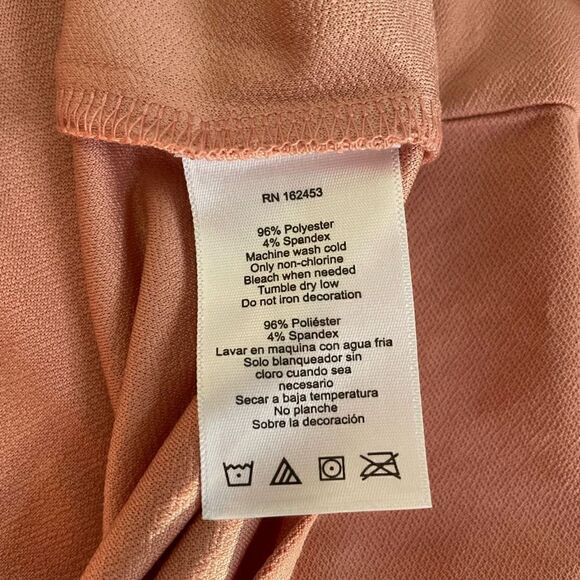 RN 162453
96% Polyester
4% Spandex
Machine wash cold
Only non-chlorine
Bleach when needed
Tumble dry low
Do not iron decoration
96% Poliéster
4% Spandex
Lavar en maquina con agua fria
Solo blanqueador sin
cloro cuando sea
necesario
Secar a baja temperatura
No planche
Sobre la decoración